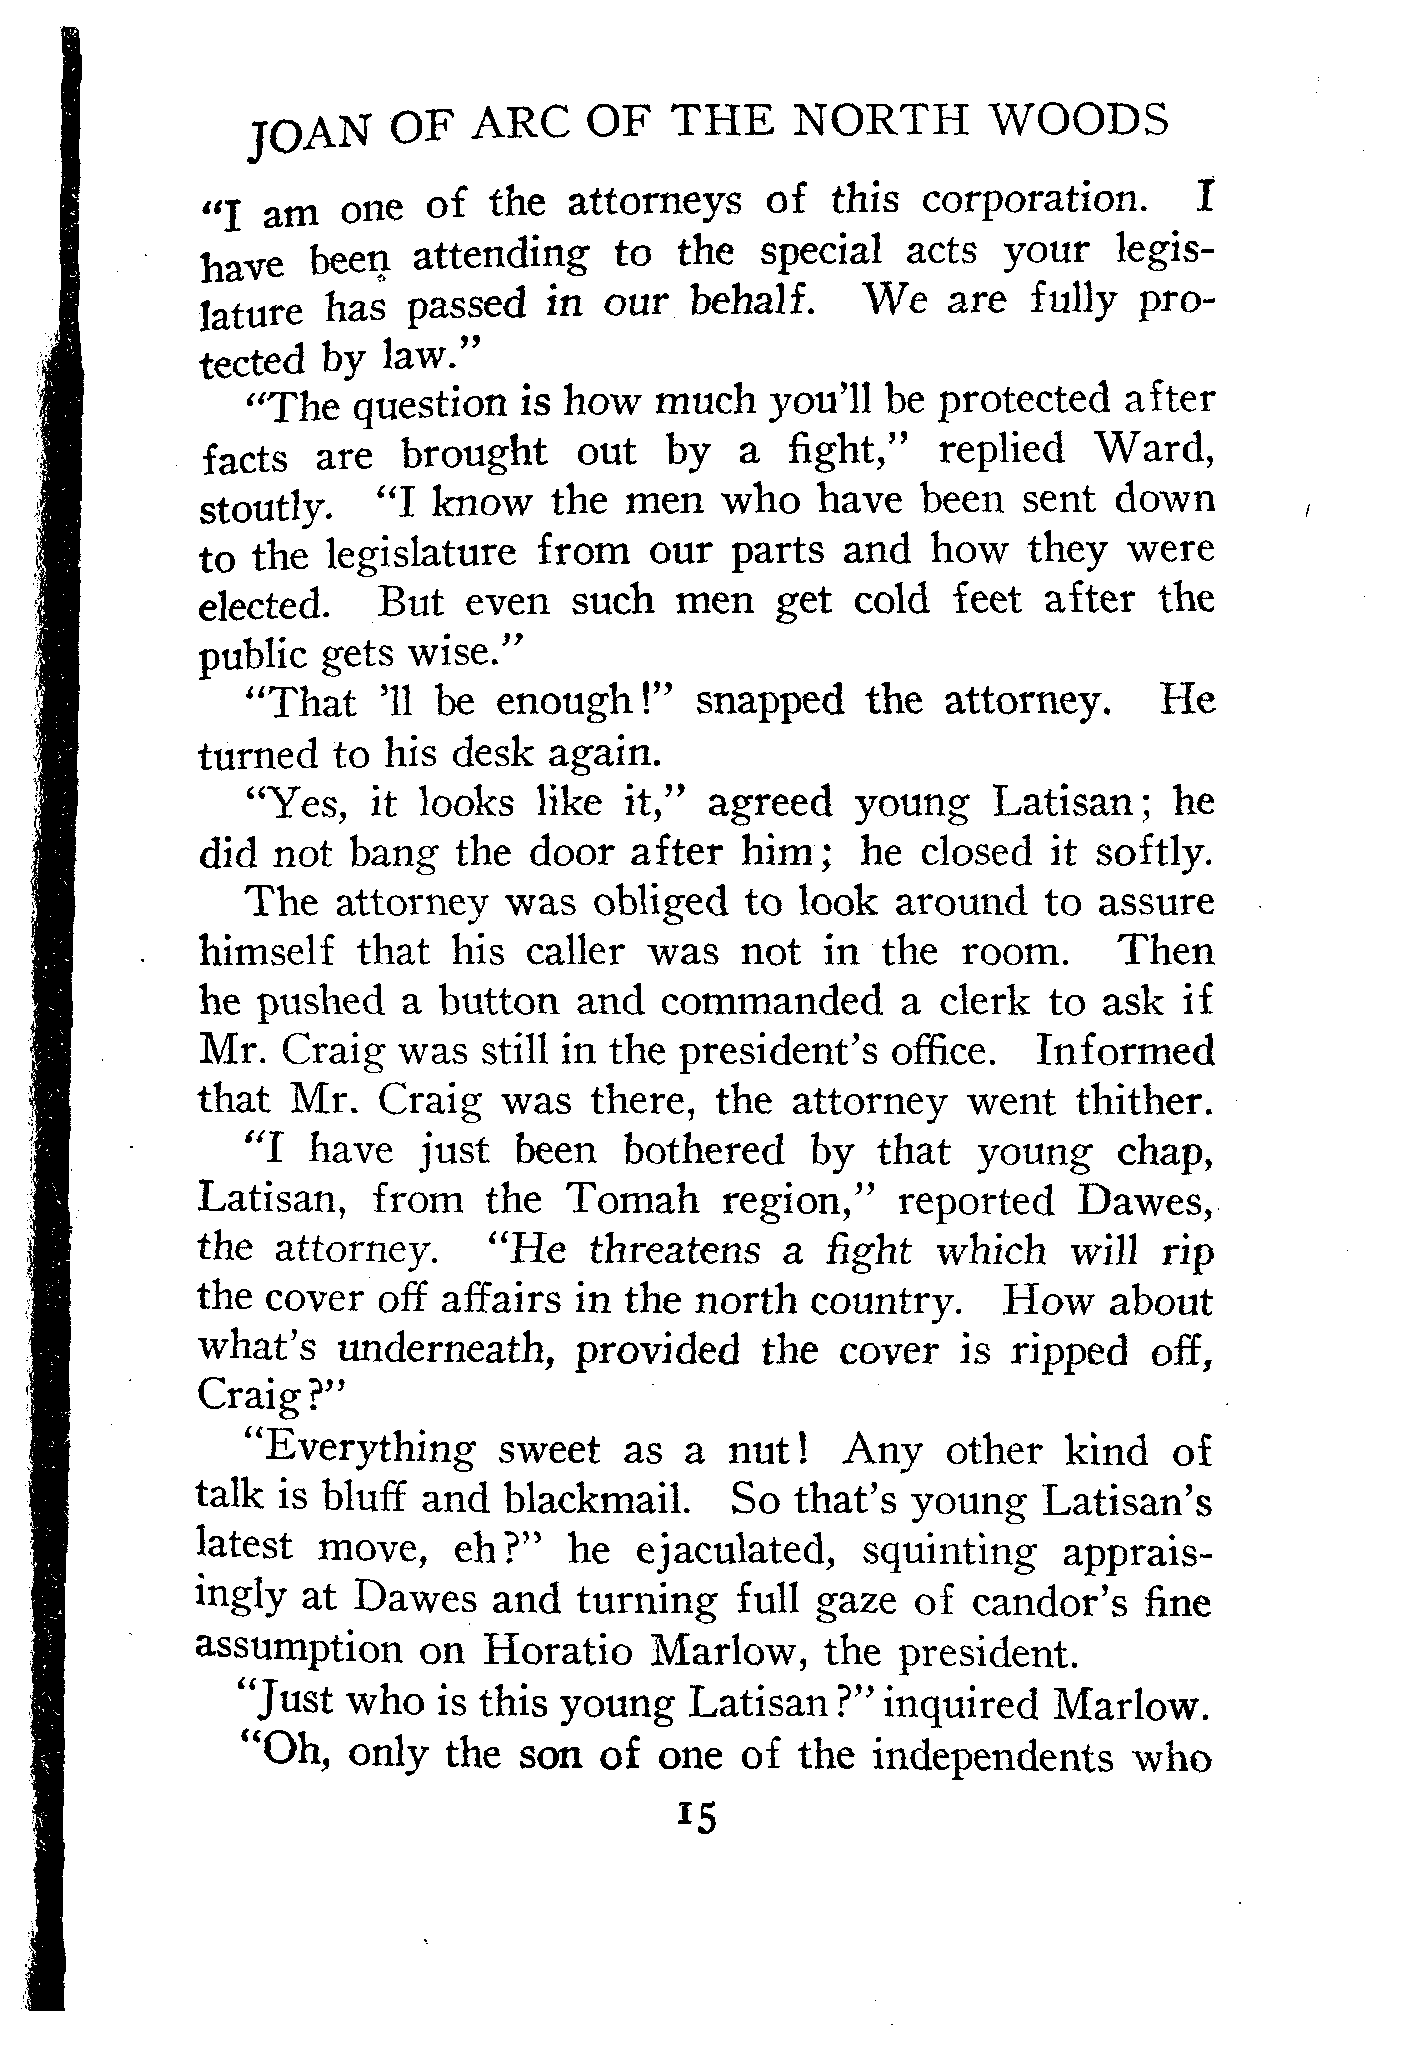 JOAN OF ARC OF THE NORTH WOODS
“I am one of the attorneys of this corporation. I
have been attending to the special acts your legis-
lature has passed in our behalf. We are fully pro-
tected by law.”
“The question is how much you’ll be protected after
facts are brought out by a fight,” replied Ward,
stoutly. “I know the men who have been sent down
to the legislature from our parts and how they were
elected. But even such men get cold feet after the
public gets wise.”
“That ’ll be enough!” snapped the attorney. He
turned to his desk again.
“Yes, it looks like it,” agreed young Latisan; he
did not bang the door after him; he closed it softly.
The attorney was obliged to look around to assure
himself that his caller was not in the room. Then
he pushed a button and commanded a clerk to ask if
Mr. Craig was still in the president’s office. Informed
that Mr. Craig was there, the attorney went thither.
“I have just been bothered by that young chap,
Latisan, from the Tomah region,” reported Dawes,
the attorney. “He threatens a fight which will rip
the cover off affairs in the north country. How about
what’s underneath, provided the cover is ripped off,
Craig?”
“Everything sweet as a nut! Any other kind of
talk is bluff and blackmail. So that’s young Latisan’s
latest move, eh?” he ejaculated, squinting apprais-
ingly at Dawes and turning full gaze of candor’s fine
assumption on Horatio Marlow, the president.
“Just who is this young Latisan?” inquired Marlow.
“Oh, only the son of one of the independents who
15